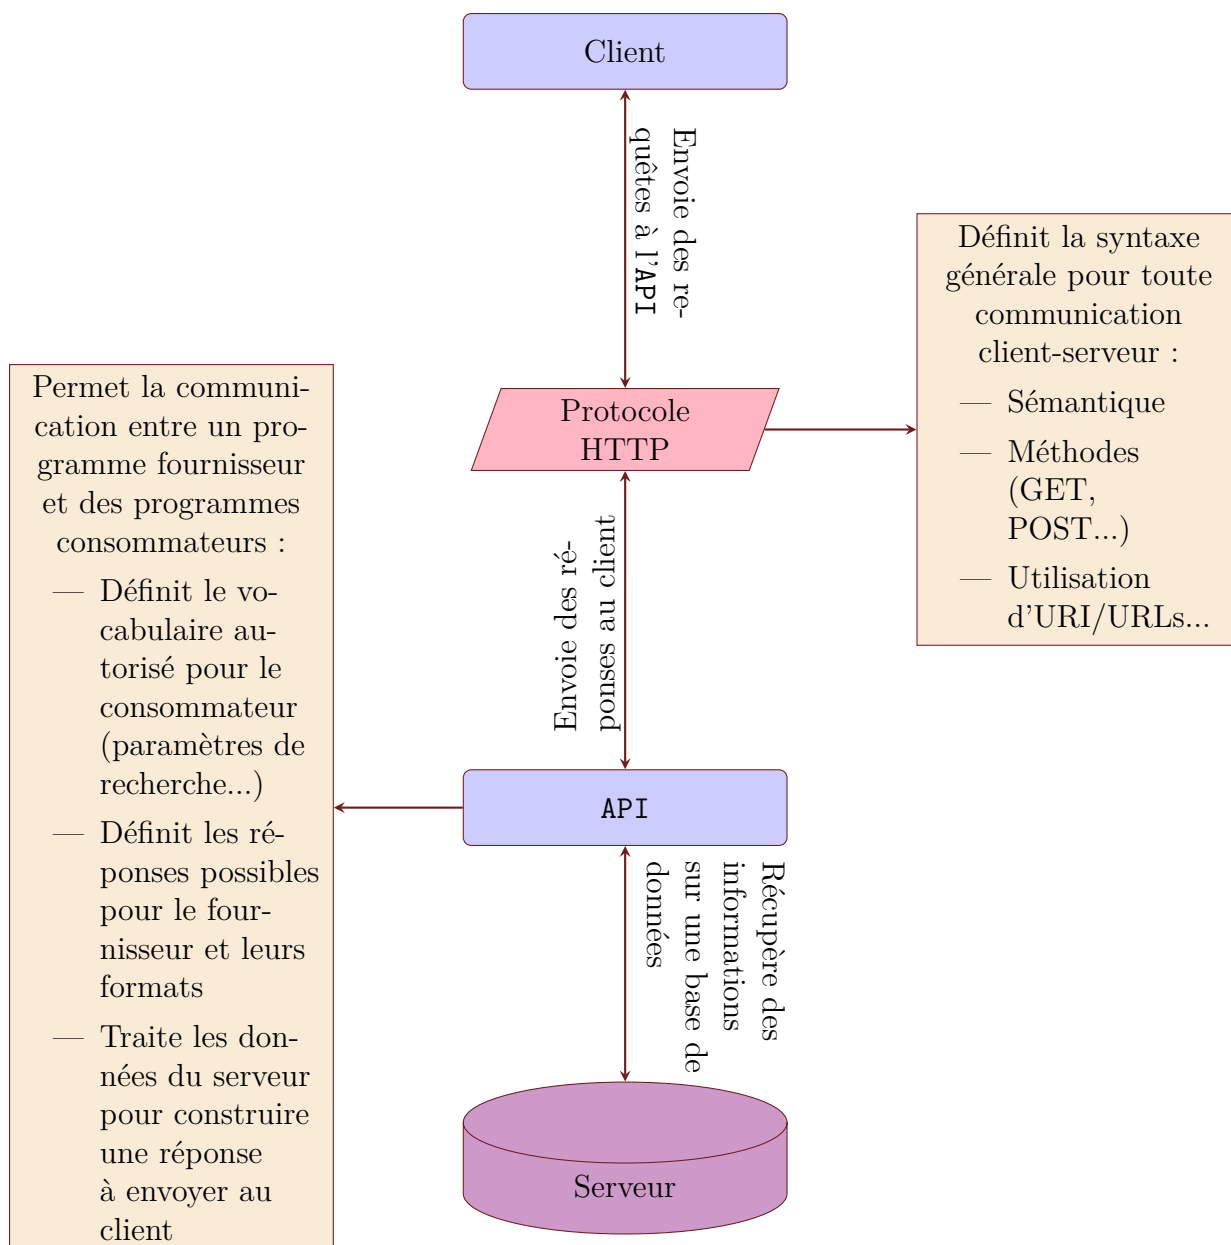 Client
Envoie des re-
quêtes à l'API
Définit la syntaxe
générale pour toute
communication
client-serveur :
— Sémantique
— Méthodes
(GET,
POST...)
— Utilisation
d'URI/URLs...
Protocole
HTTP
Permet la communi-
cation entre un pro-
gramme fournisseur
et des programmes
consommateurs :
— Définit le vo-
cabulaire au-
torisé pour le
consommateur
(paramètres de
recherche...)
— Définit les ré-
ponses possibles
pour le four-
nisseur et leurs
formats
— Traite les don-
nées du serveur
pour construire
une réponse
à envoyer au
client
Envoie des ré-
ponses au client
API
Récupère des
informations
sur une base de
données
Serveur